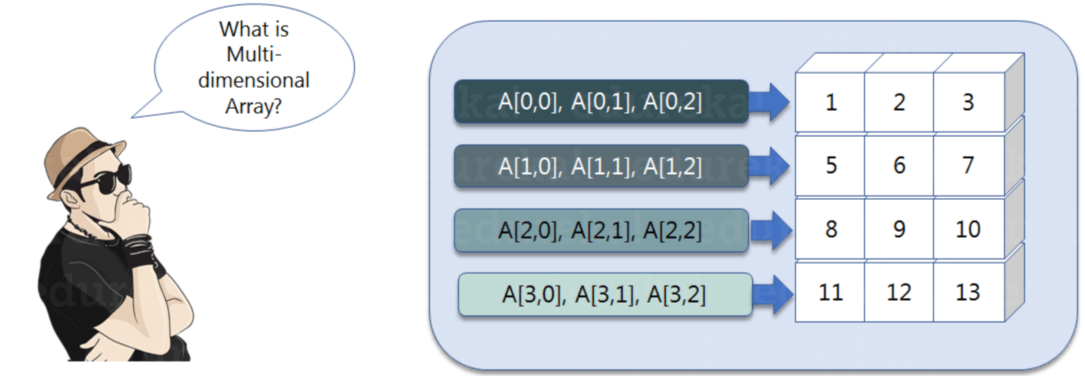 What is
Multi-
dimensional
Array?
A[0,0], A[0,1], A[0,2]
1 2 3
A[1,0], A[1,1], A[1,2]
5 6 7
A[2,0], A[2,1], A[2,2]
8 9 10
A[3,0], A[3,1], A[3,2]
11 12 13